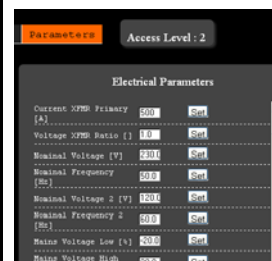 Parameters
Access Level : 2
Electrical Parameters
Current XFMR Primary 500 Set
[A]
Voltage XFMR Ratio [] 1.0 Set
Nominal Voltage [V] 230.0 Set
Nominal Frequency 50.0 Set
[Hz]
Nominal Voltage 2 [V] 120.0 Set
Nominal Frequency 2 60.0 Set
[Hz]
Mains Voltage Low [%] -20.0 Set
Mains Voltage High Set